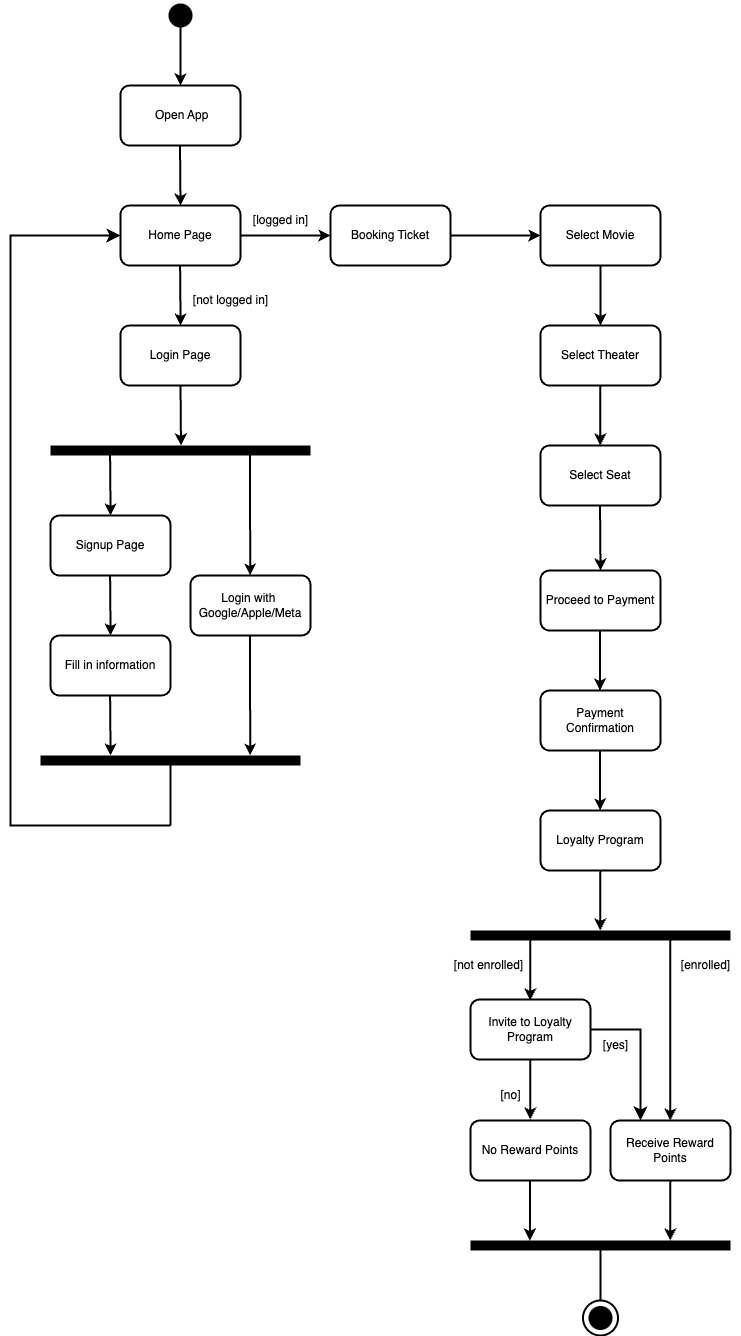 Open App
Home Page
[logged in]
Booking Ticket
Select Movie
[not logged in]
Login Page
Select Theater
Select Seat
Signup Page
Login with
Google/Apple/Meta
Proceed to Payment
Fill in information
Payment
Confirmation
Loyalty Program
[not enrolled]
[enrolled]
Invite to Loyalty
Program
[yes]
[no]
No Reward Points
Receive Reward
Points